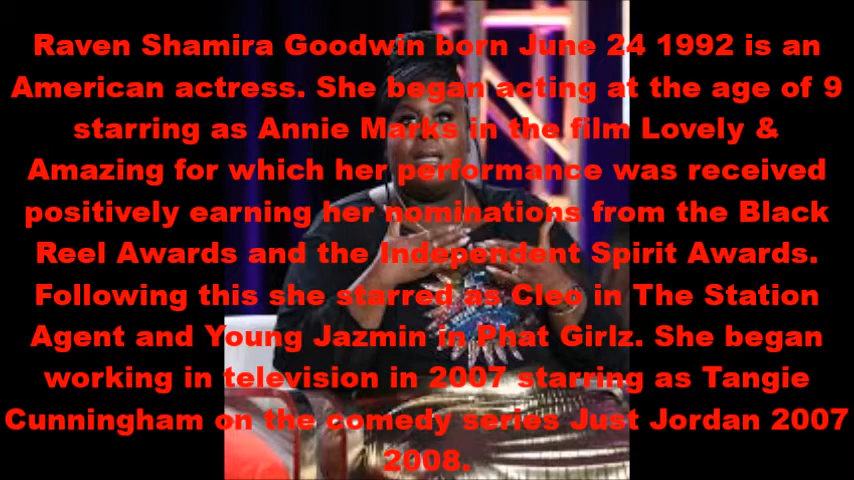 Raven Shamira Goodwin born June 24 1992 is an
American actress. She began acting at the age of 9
starring as Annie Marks in the film Lovely &
Amazing for which her performance was received
positively earning her nominations from the Black
Reel Awards and the Independent Spirit Awards.
Following this she starred as Cleo in The Station
Agent and Young Jazmin in Phat Girlz. She began
working in television in 2007 starring as Tangie
Cunningham on the comedy series Just Jordan 2007
2008.